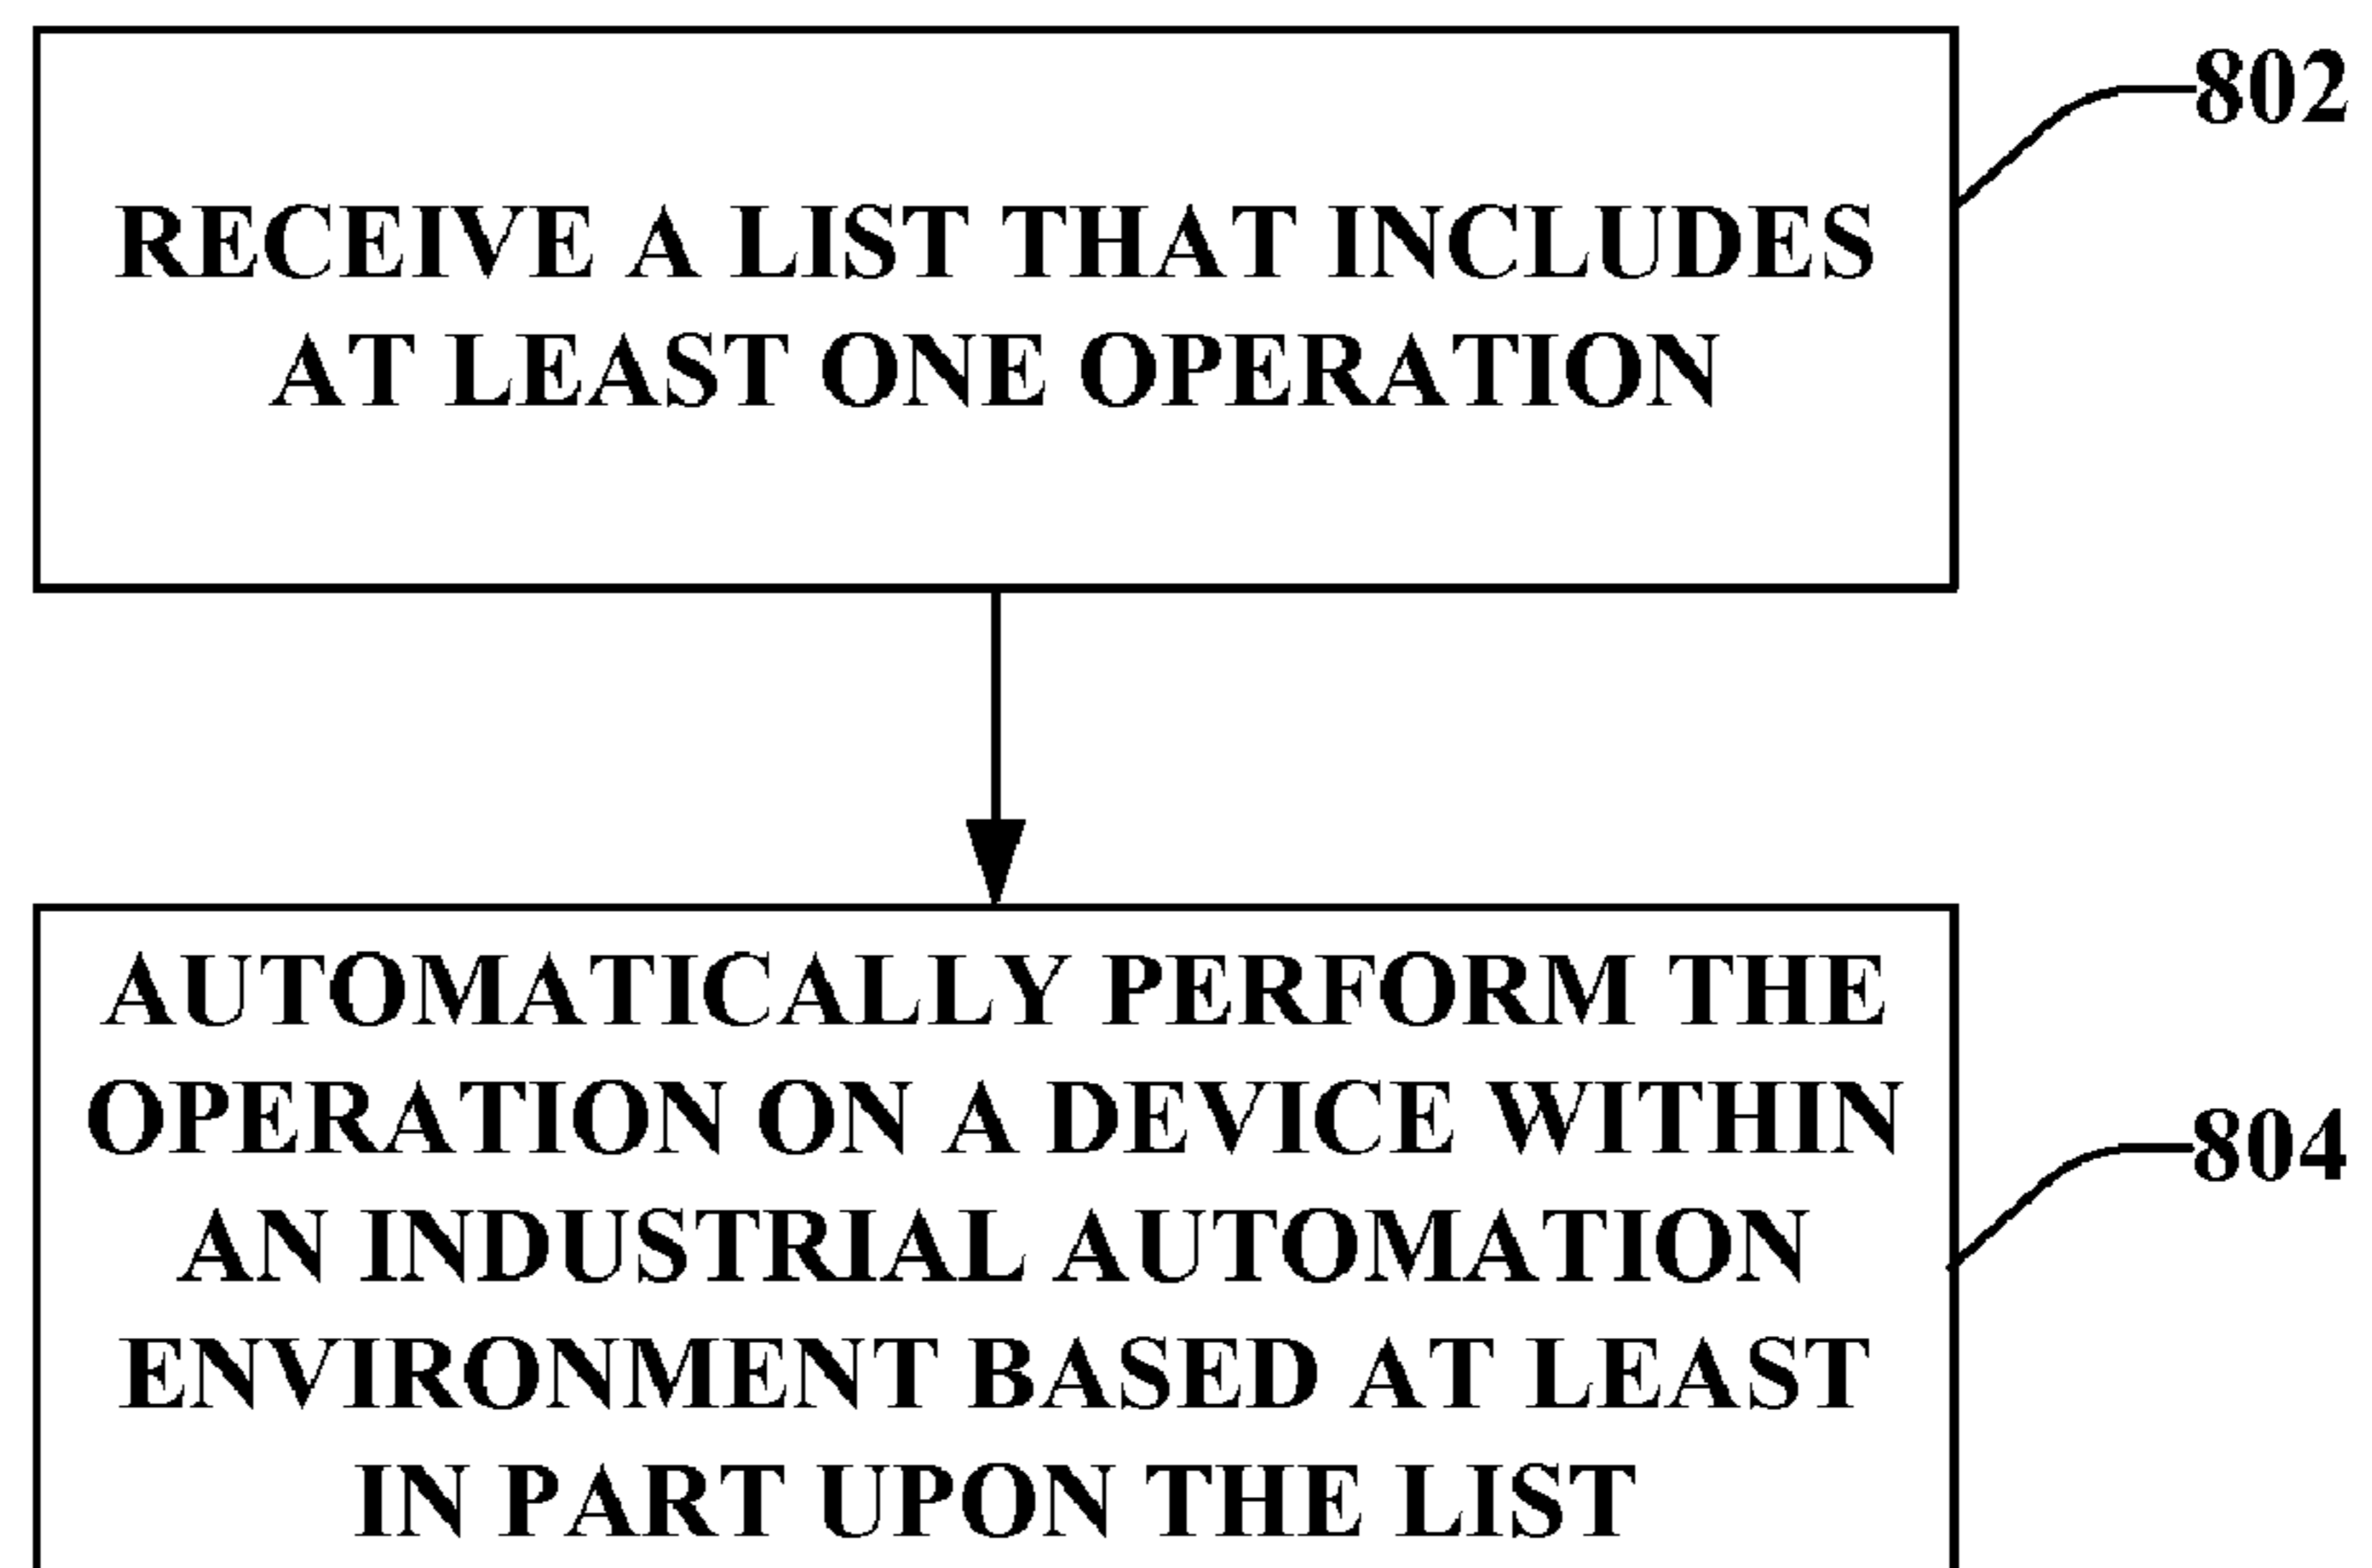 802
RECEIVE A LIST THAT INCLUDES
AT LEAST ONE OPERATION
AUTOMATICALLY PERFORM THE
OPERATION ON A DEVICE WITHIN
804
AN INDUSTRIAL AUTOMATION
ENVIRONMENT BASED AT LEAST
IN PART UPON THE LIST